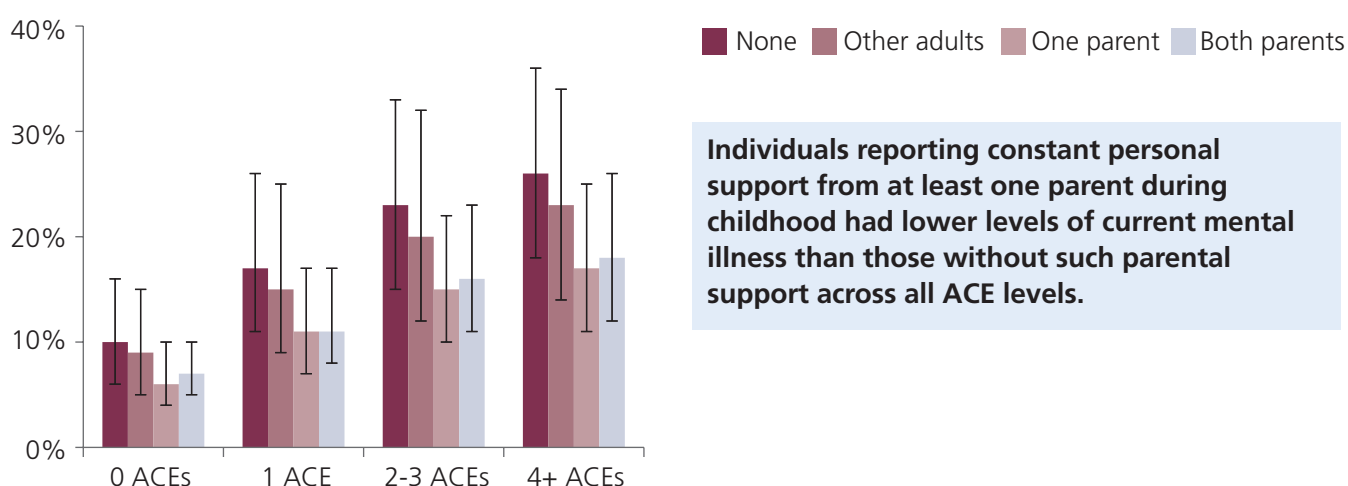 40%
30%
20%
10%
0%
0 ACEs 1 ACE 2-3 ACEs 4+ ACEs
None Other adults One parent Both parents
Individuals reporting constant personal
support from at least one parent during
childhood had lower levels of current mental
illness than those without such parental
support across all ACE levels.